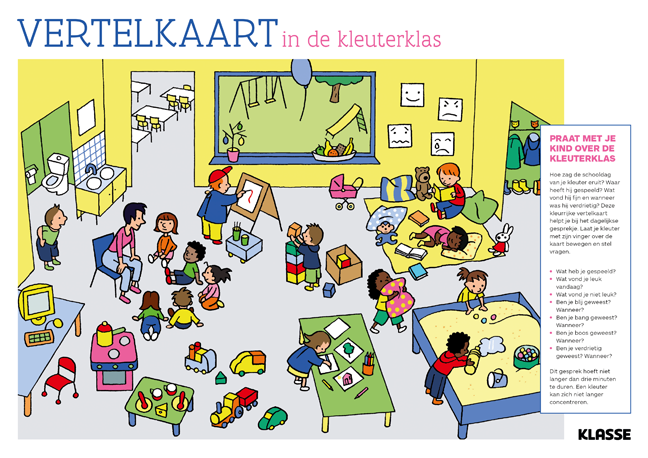 VERTELKAART in de kleuterklas
PRAAT MET JE
KIND OVER DE
KLEUTERKLAS
Hoe zag de schooldag
van je kleuter eruit? Waar
heeft hij gespeeld? Wat
vond hij fijn en wanneer
was hij verdrietig? Deze
kleurrijke vertelkaart
helpt je bij het dagelijkse
gesprekje. Laat je kleuter
met zijn vinger over de
kaart bewegen en stel
vragen.
• Wat heb je gespeeld?
• Wat vond je leuk
vandaag?
• Wat vond je niet leuk?
• Ben je blij geweest?
Wanneer?
• Ben je bang geweest?
Wanneer?
• Ben je boos geweest?
Wanneer?
• Ben je verdrietig
geweest? Wanneer?
Dit gesprek hoeft niet
langer dan drie minuten
te duren. Een kleuter
kan zich niet langer
concentreren.
KLASSE